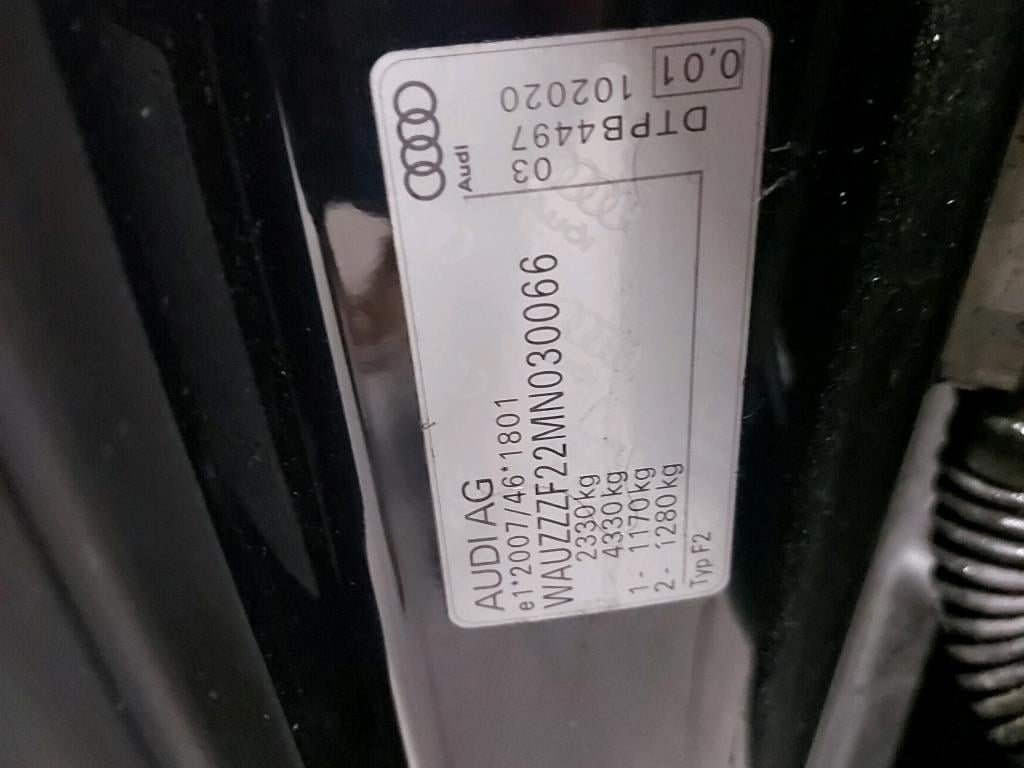 AUDI AG
e1*2007/46*1801
WAUZZZF22MN030066
2330kg
4330kg
1- 1170kg
2- 1280kg
Typ F2
Audi
03
DTPB4497
102020
0,01